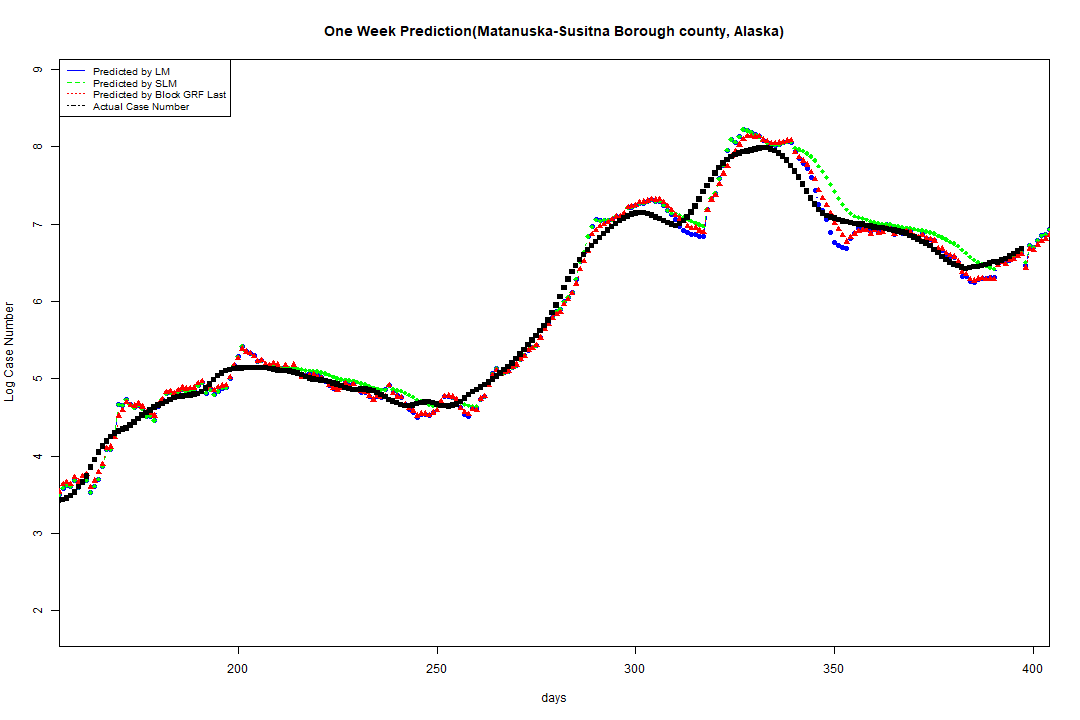 One Week Prediction(Matanuska-Susitna Borough county, Alaska)
Predicted by LM
Predicted by SLM
Predicted by Block GRF Last
Actual Case Number
9
8
7
6
5
4
3
2
Log Case Number
200 250 300 350 400
days